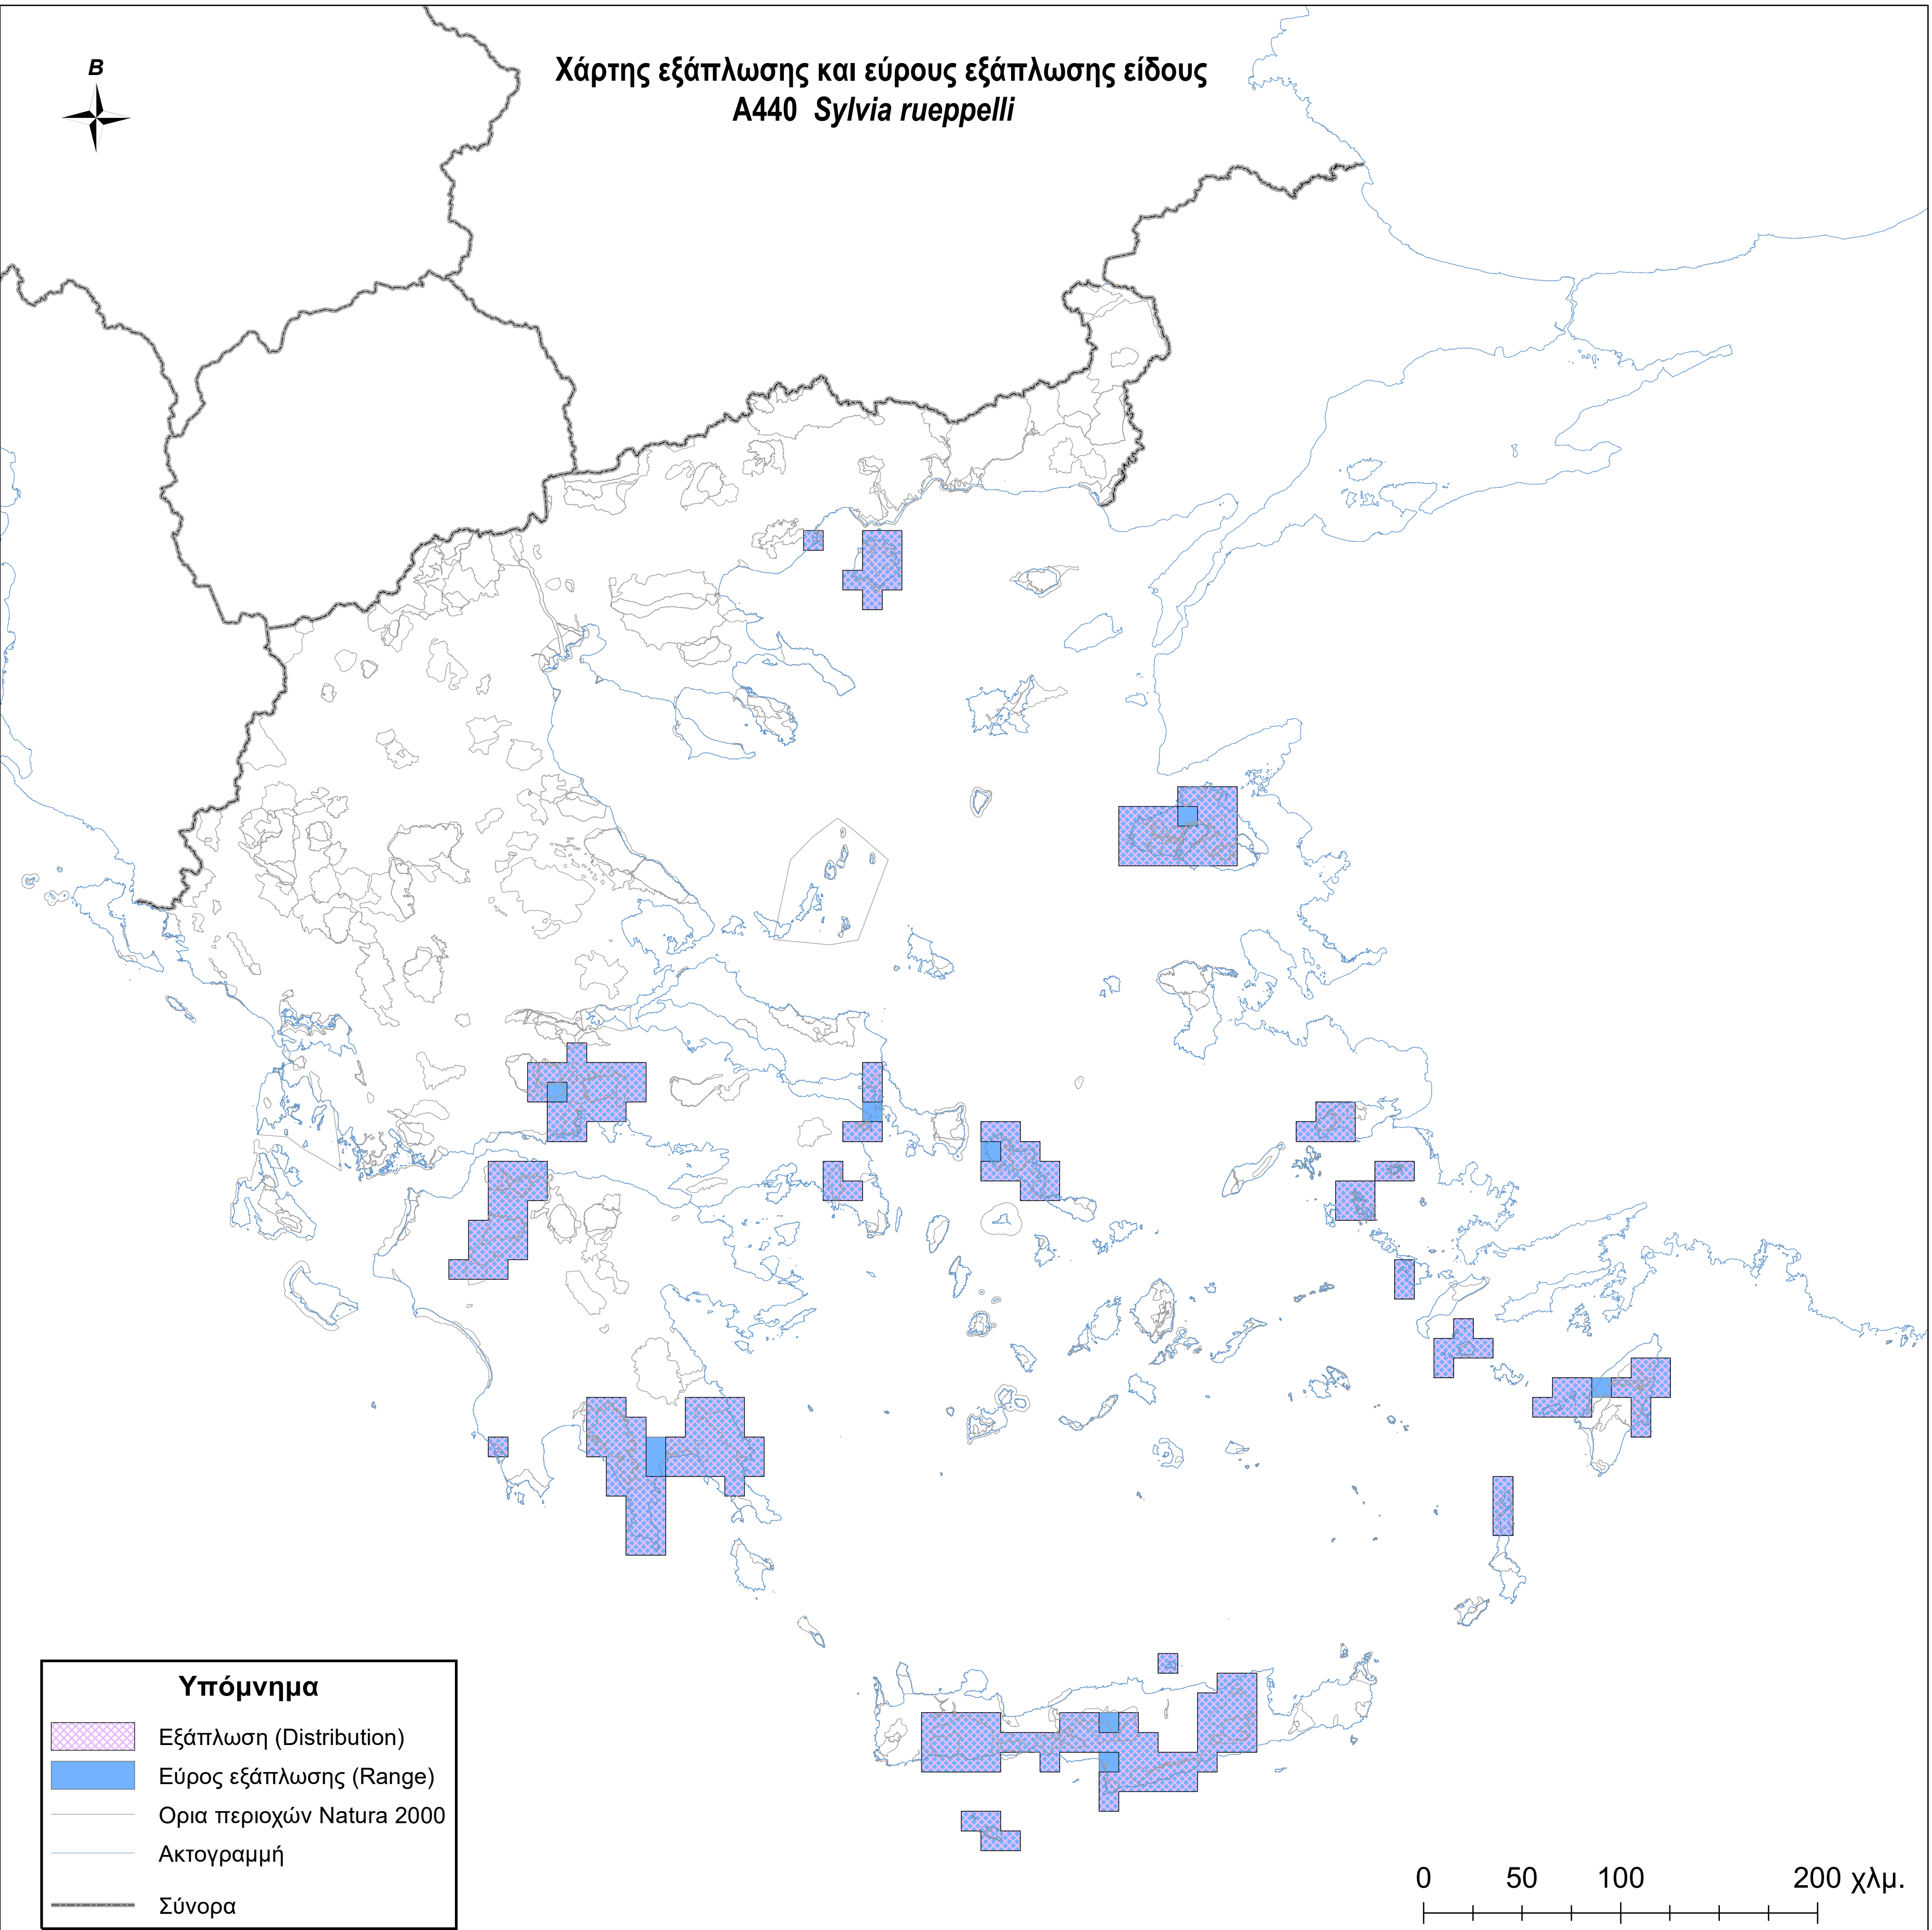 Β
Χάρτης εξάπλωσης και εύρους εξάπλωσης είδους
A440 Sylvia rueppelli
Υπόμνημα
Εξάπλωση (Distribution)
Εύρος εξάπλωσης (Range)
Ορια περιοχών Natura 2000
Ακτογραμμή
Σύνορα
0 50 100 200 χλμ.